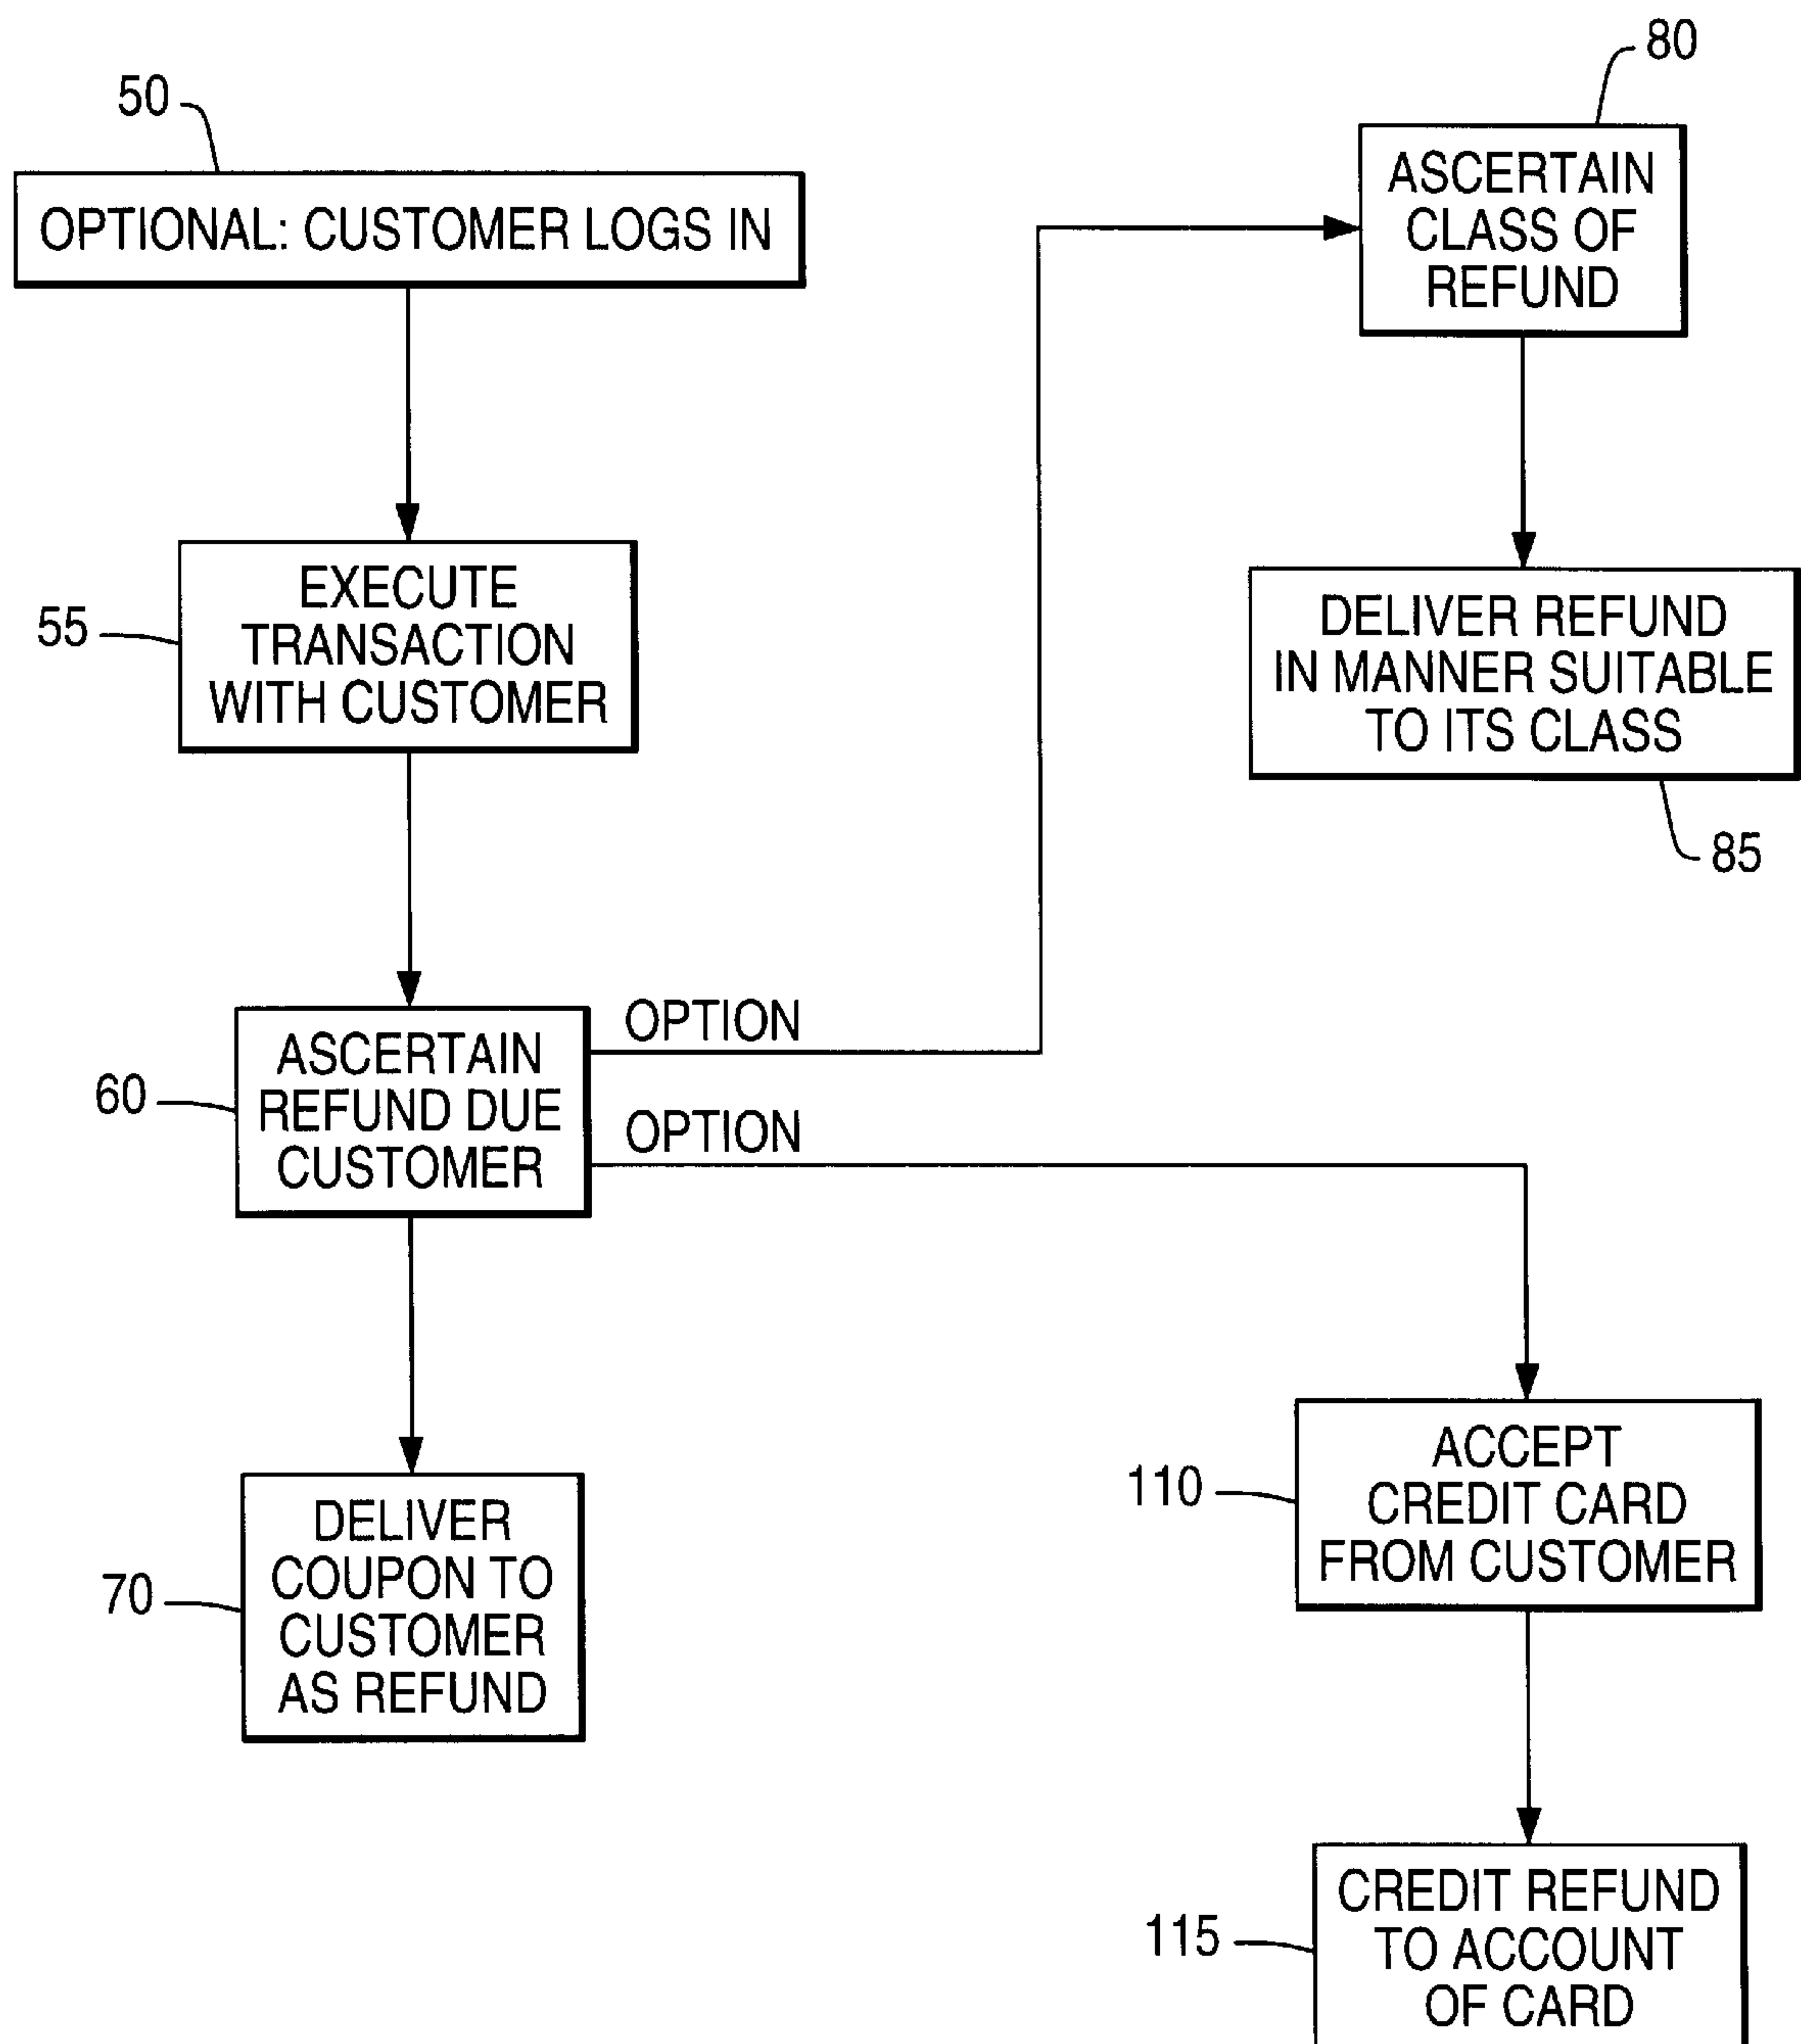 50
OPTIONAL: CUSTOMER LOGS IN
55
EXECUTE
TRANSACTION
WITH CUSTOMER
60
ASCERTAIN
REFUND DUE
CUSTOMER
OPTION
OPTION
70
DELIVER
COUPON TO
CUSTOMER
AS REFUND
80
ASCERTAIN
CLASS OF
REFUND
DELIVER REFUND
IN MANNER SUITABLE
TO ITS CLASS
85
110
ACCEPT
CREDIT CARD
FROM CUSTOMER
115
CREDIT REFUND
TO ACCOUNT
OF CARD